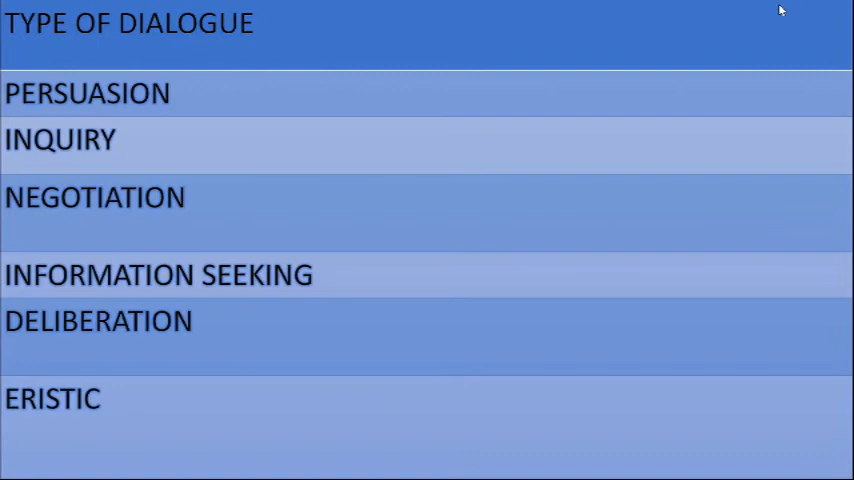 TYPE OF DIALOGUE
PERSUASION
INQUIRY
NEGOTIATION
INFORMATION SEEKING
DELIBERATION
ERISTIC